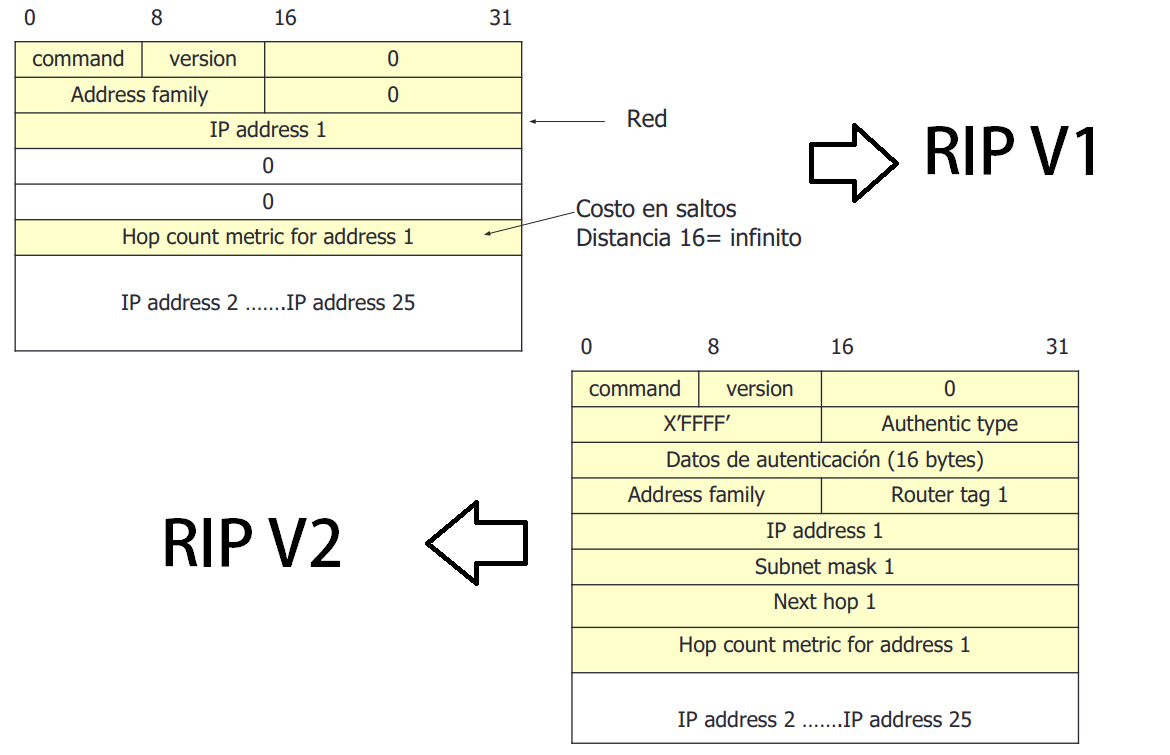 0 8 16 31
command version 0
Address family 0
IP address 1
Red
RIP V1
0
0
Costo en saltos
Distancia 16= infinito
Hop count metric for address 1
IP address 2 …….IP address 25
0 8 16 31
command version 0
X’FFFF’ Authentic type
Datos de autenticación (16 bytes)
Address family Router tag 1
IP address 1
RIP V2
Subnet mask 1
Next hop 1
Hop count metric for address 1
IP address 2 …….IP address 25